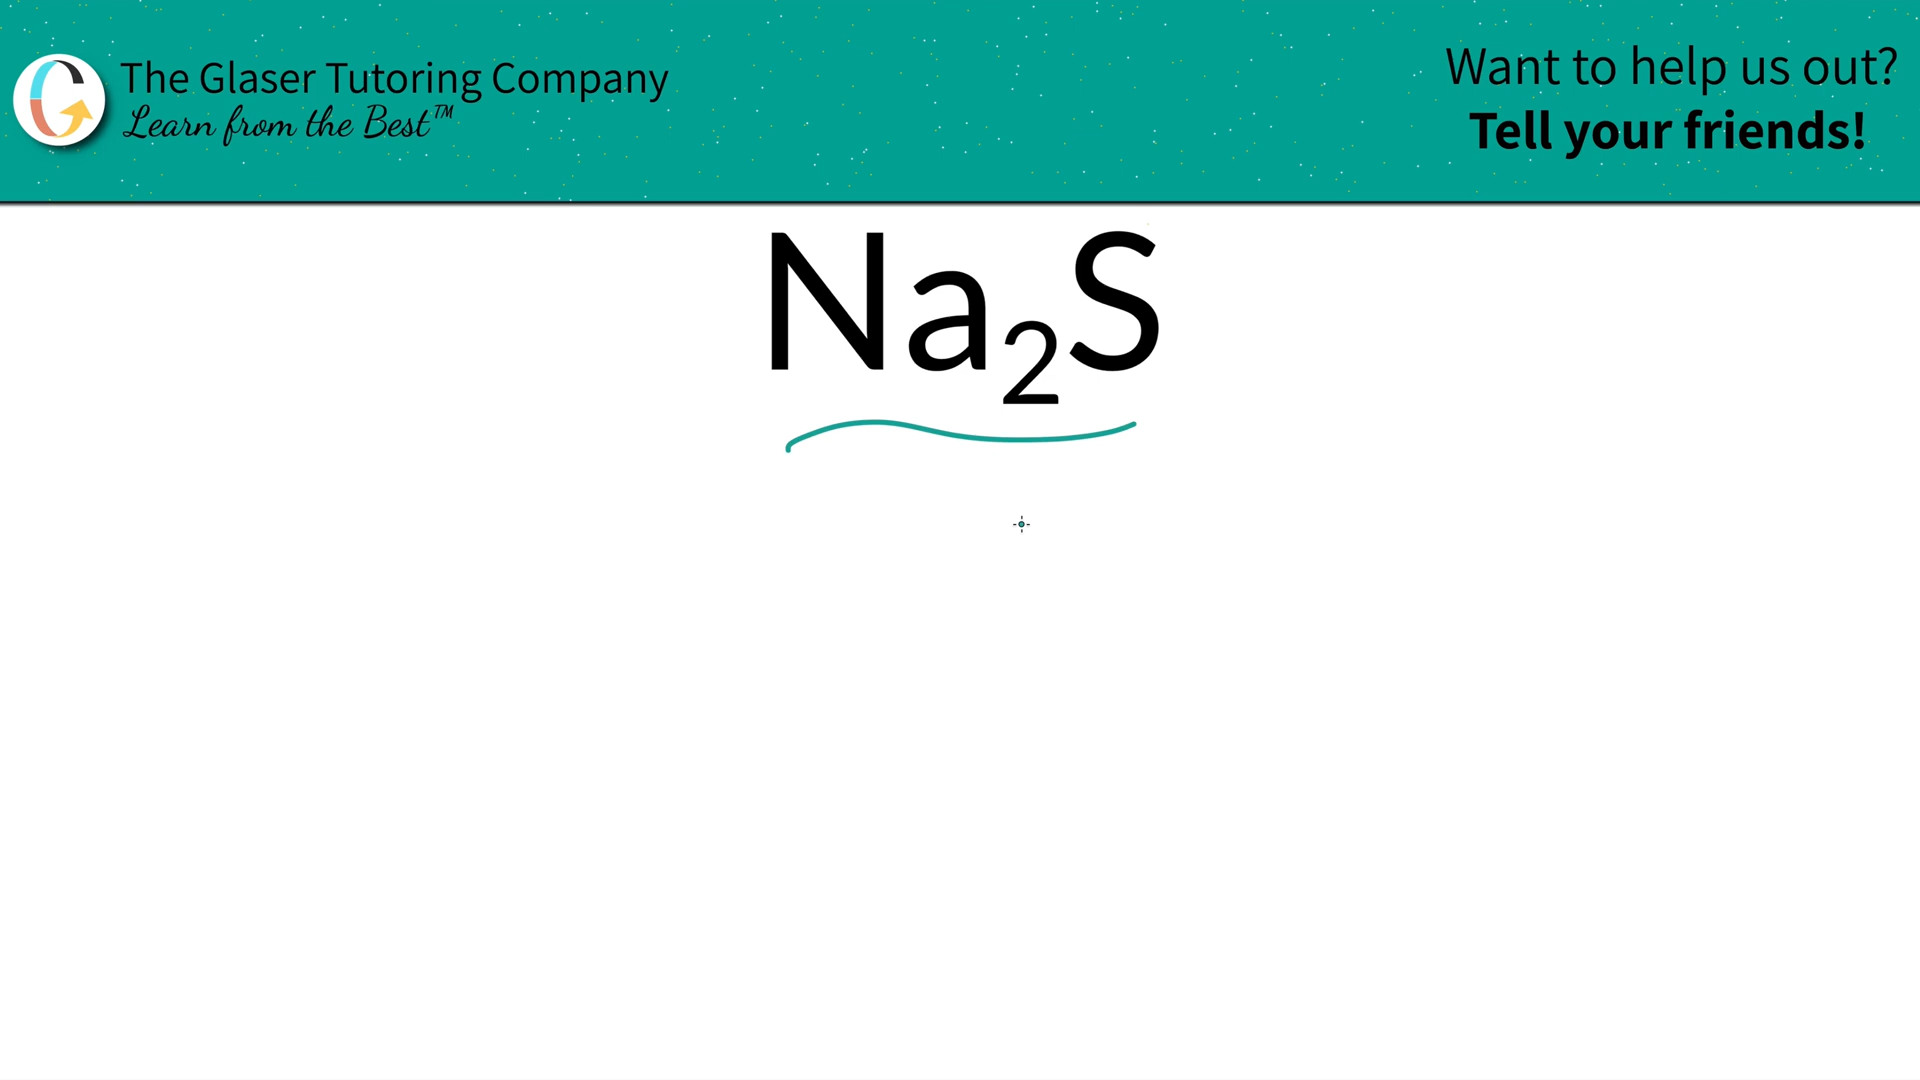 The Glaser Tutoring Company
Learn from the Best™
Want to help us out?
Tell your friends!
Na₂S